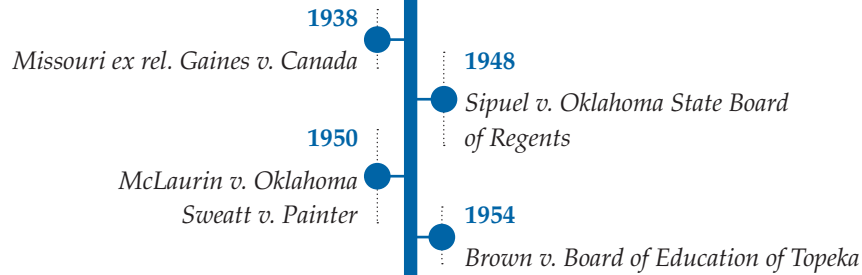 1938
Missouri ex rel. Gaines v. Canada
1948
Sipuel v. Oklahoma State Board
of Regents
1950
McLaurin v. Oklahoma
Sweatt v. Painter
1954
Brown v. Board of Education of Topeka